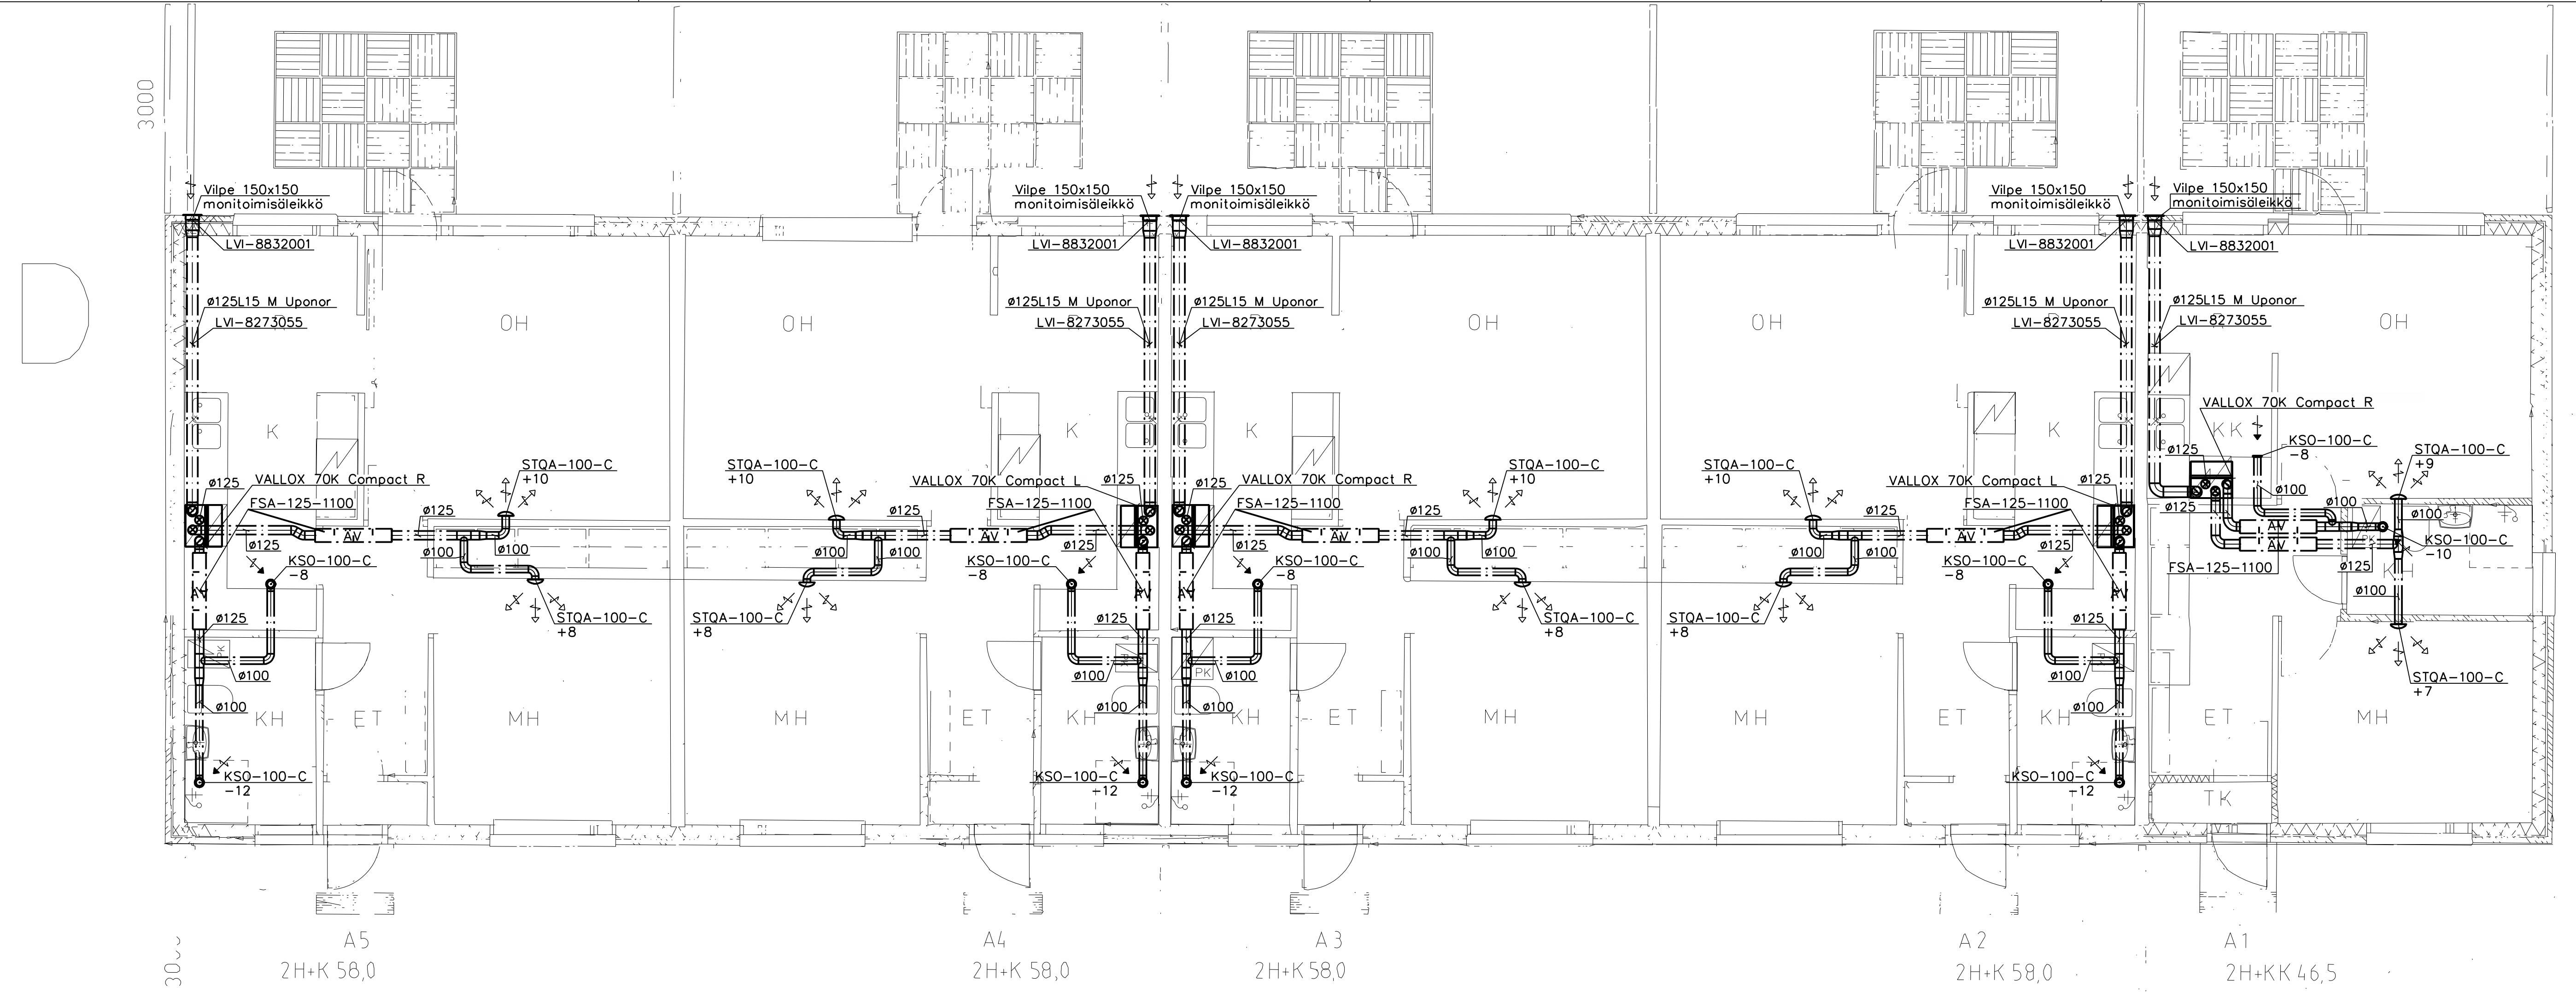 3000
Vilpe 150x150
monitoimisäleikkö
LVI-8832001
ø125L15 M Uponor
LVI-8273055
OH
K
STQA-100-C
+10
ø125
VALLOX 70K Compact R
FSA-125-1100
ø125
AV
ø125
ø100
ø100
KSO-100-C
-8
STQA-100-C
+8
AV
ø125
PK
ø100
ø100
KH
ET
MH
KSO-100-C
-12
A5
2H+K 58,0
Vilpe 150x150
monitoimisäleikkö
LVI-8832001
ø125L15 M Uponor
LVI-8273055
OH
K
STQA-100-C
+10
ø125
VALLOX 70K Compact L
FSA-125-1100
ø125
AV
ø125
ø100
ø100
KSO-100-C
-8
STQA-100-C
+8
AV
ø125
PK
ø100
ø100
MH
ET
KH
KSO-100-C
-12
A4
2H+K 58,0
Vilpe 150x150
monitoimisäleikkö
LVI-8832001
ø125L15 M Uponor
LVI-8273055
OH
K
STQA-100-C
+10
ø125
VALLOX 70K Compact R
FSA-125-1100
ø125
AV
ø125
ø100
ø100
KSO-100-C
-8
STQA-100-C
+8
AV
ø125
PK
ø100
ø100
KH
ET
MH
KSO-100-C
-12
A3
2H+K 58,0
Vilpe 150x150
monitoimisäleikkö
LVI-8832001
ø125L15 M Uponor
LVI-8273055
OH
K
STQA-100-C
+10
ø125
VALLOX 70K Compact L
FSA-125-1100
ø125
AV
ø125
ø100
ø100
KSO-100-C
-8
STQA-100-C
+8
AV
ø125
PK
ø100
ø100
MH
ET
KH
KSO-100-C
-12
A2
2H+K 58,0
Vilpe 150x150
monitoimisäleikkö
LVI-8832001
ø125L15 M Uponor
LVI-8273055
OH
VALLOX 70K Compact R
KK
KSO-100-C
-8
STQA-100-C
+9
ø125
ø100
ø125
ø100
ø100
AV
AV
PK
KSO-100-C
-10
FSA-125-1100
ø125
KH
ø100
STQA-100-C
+7
ET
MH
TK
A1
2H+KK 46,5